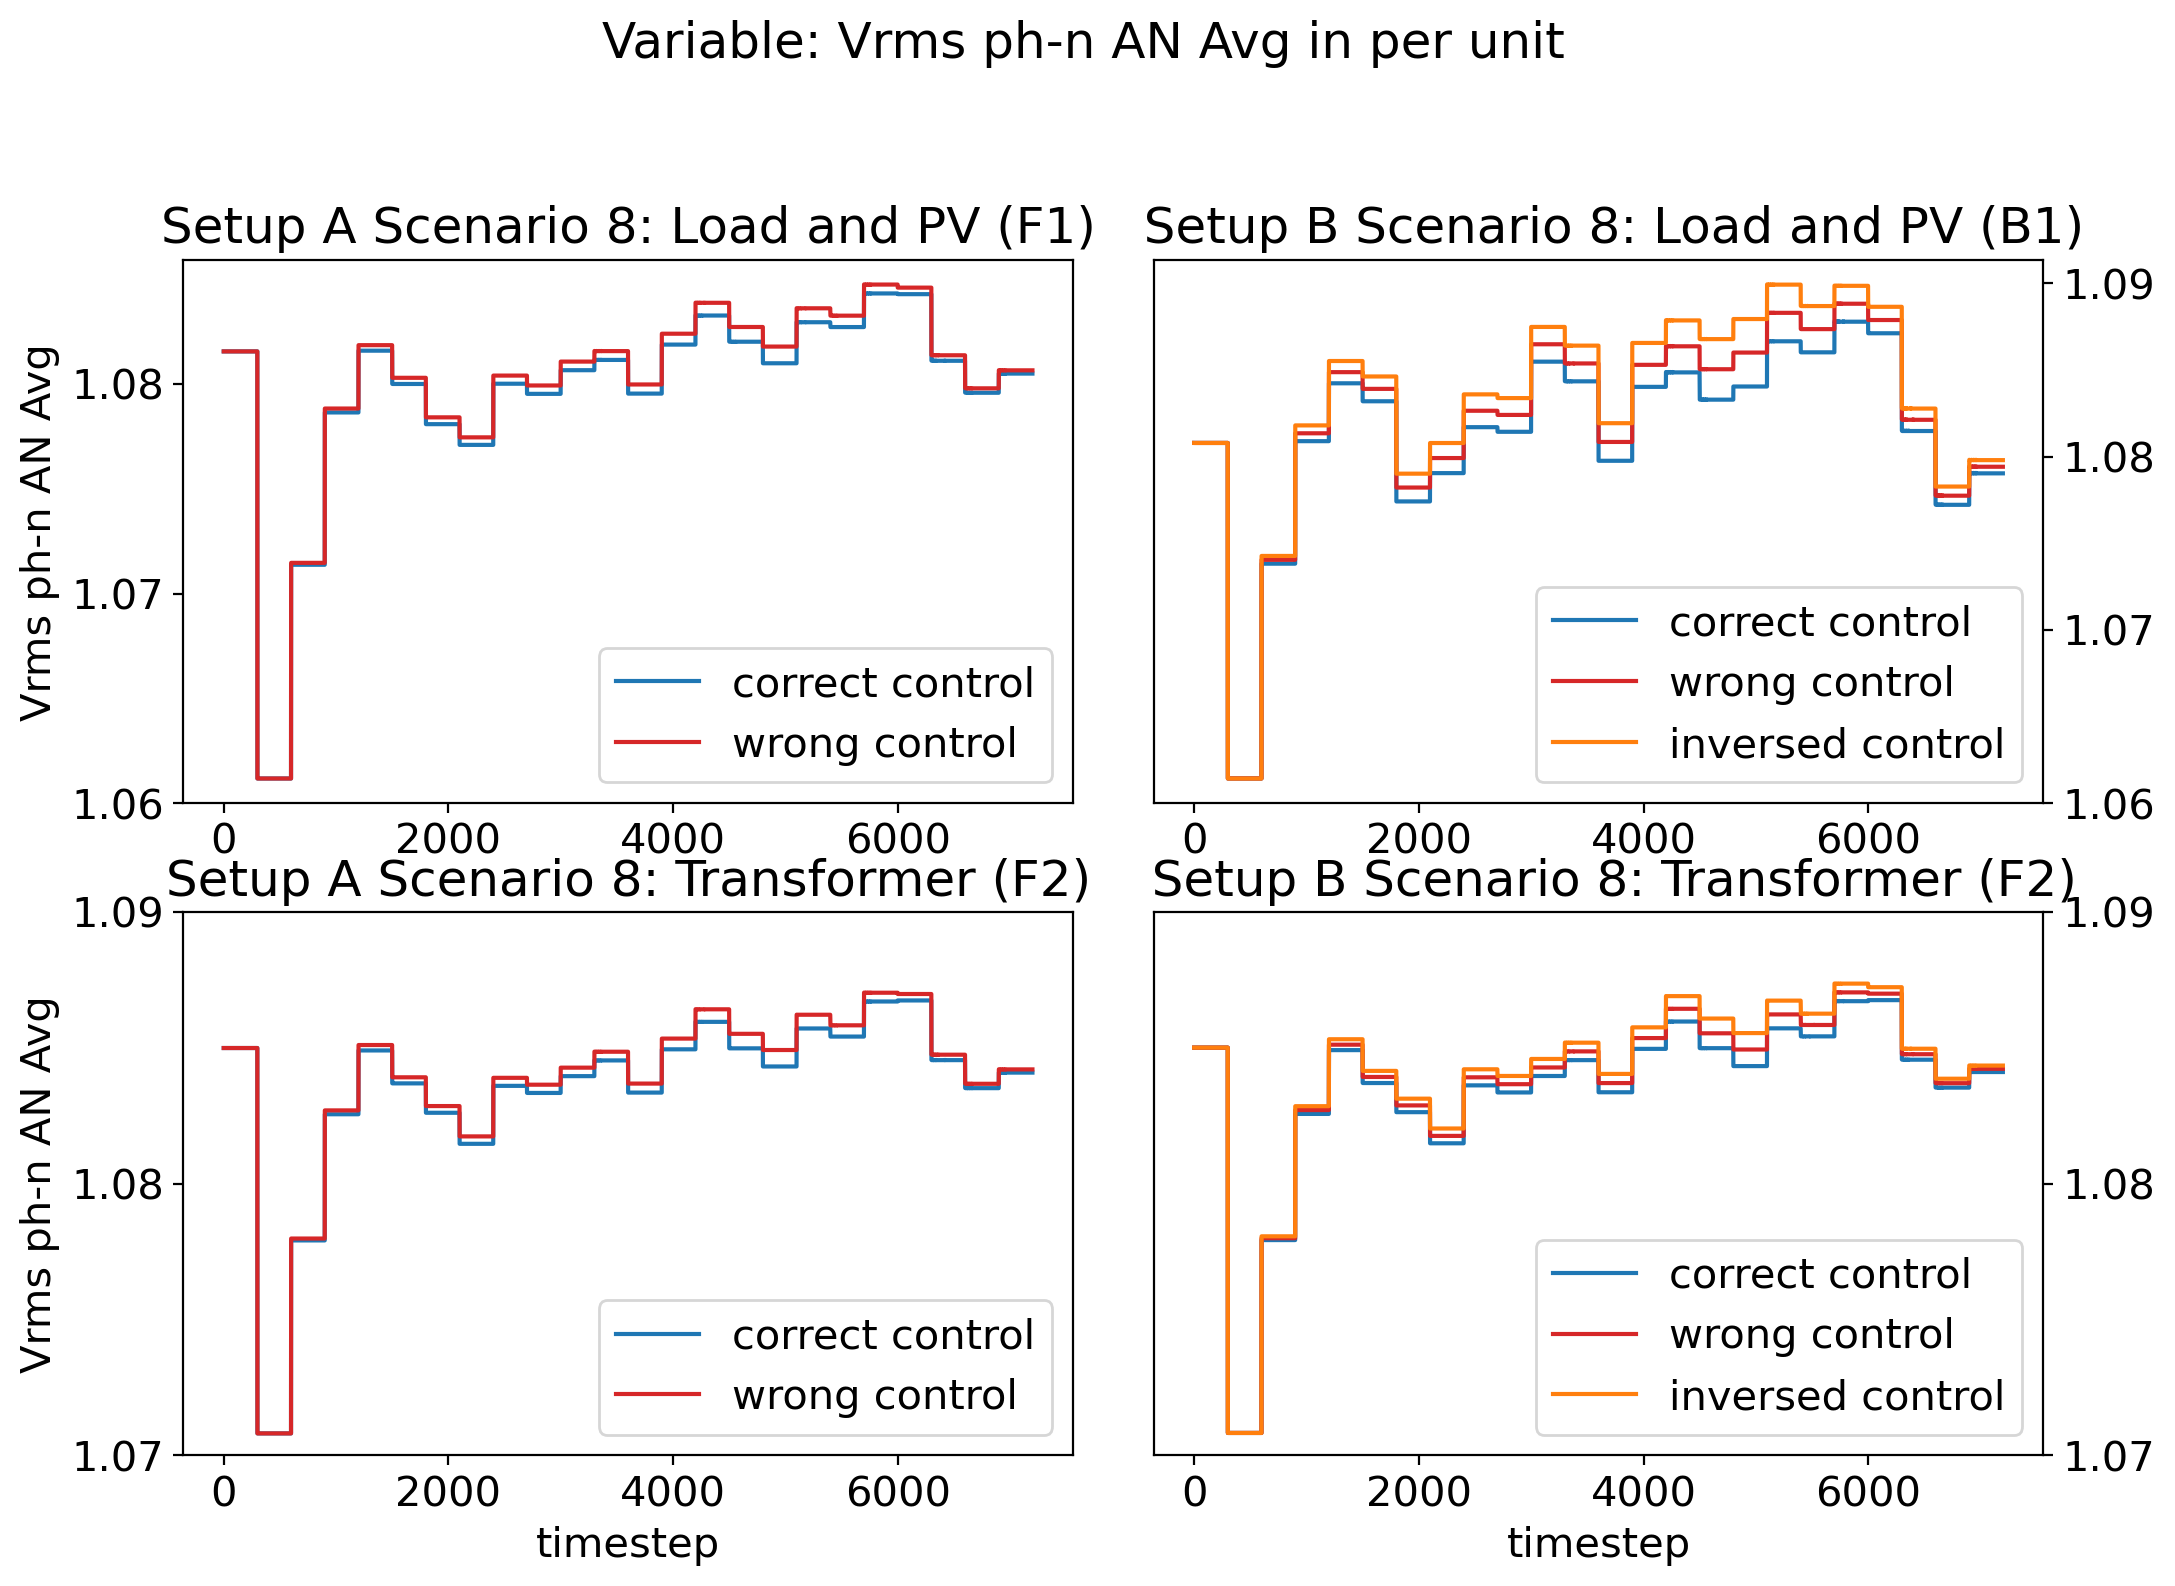 Variable: Vrms ph-n AN Avg in per unit
Setup A Scenario 8: Load and PV (F1)
Vrms ph-n AN Avg
1.08
1.07
1.06
0 2000 4000 6000
correct control
wrong control
Setup B Scenario 8: Load and PV (B1)
1.09
1.08
1.07
1.06
0 2000 4000 6000
correct control
wrong control
inversed control
Setup A Scenario 8: Transformer (F2)
Vrms ph-n AN Avg
1.09
1.08
1.07
0 2000 4000 6000
timestep
correct control
wrong control
Setup B Scenario 8: Transformer (F2)
1.09
1.08
1.07
0 2000 4000 6000
timestep
correct control
wrong control
inversed control